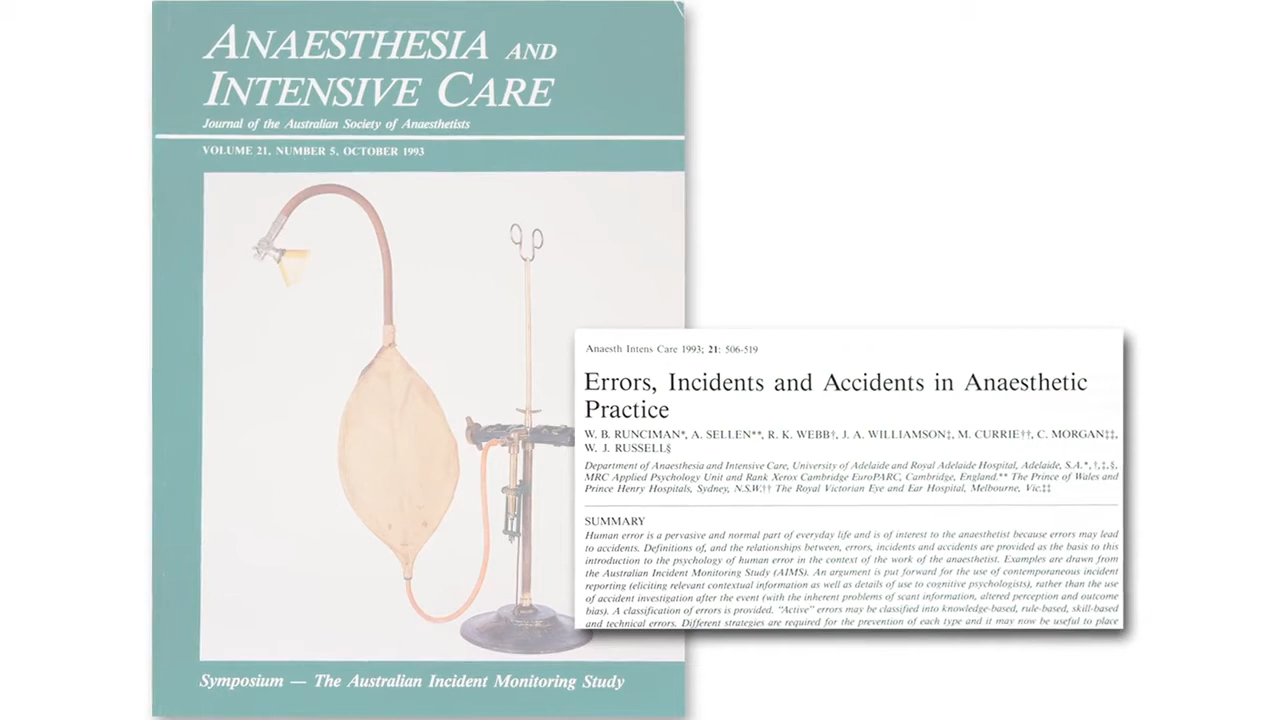 ANAESTHESIA AND
INTENSIVE CARE
Journal of the Australian Society of Anaesthetists
VOLUME 21, NUMBER 5, OCTOBER 1993
Symposium — The Australian Incident Monitoring Study
Anaesth Intens Care 1993; 21: 506-519
Errors, Incidents and Accidents in Anaesthetic
Practice
W. B. RUNCIMAN*, A. SELLEN**, R. K. WEBB†, J. A. WILLIAMSON‡, M. CURRIE††, C. MORGAN‡‡,
W. J. RUSSELL§
Department of Anaesthesia and Intensive Care, University of Adelaide and Royal Adelaide Hospital, Adelaide, S.A.*,†,‡,§,
MRC Applied Psychology Unit and Rank Xerox Cambridge EuroPARC, Cambridge, England.** The Prince of Wales and
Prince Henry Hospitals, Sydney, N.S.W.†† The Royal Victorian Eye and Ear Hospital, Melbourne, Vic.‡‡
SUMMARY
Human error is a pervasive and normal part of everyday life and is of interest to the anaesthetist because errors may lead
to accidents. Definitions of, and the relationships between, errors, incidents and accidents are provided as the basis to this
introduction to the psychology of human error in the context of the work of the anaesthetist. Examples are drawn from
the Australian Incident Monitoring Study (AIMS). An argument is put forward for the use of contemporaneous incident
reporting (eliciting relevant contextual information as well as details of use to cognitive psychologists), rather than the use
of accident investigation after the event (with the inherent problems of scant information, altered perception and outcome
bias). A classification of errors is provided. "Active" errors may be classified into knowledge-based, rule-based, skill-based
and technical errors. Different strategies are required for the prevention of each type and it may now be useful to place